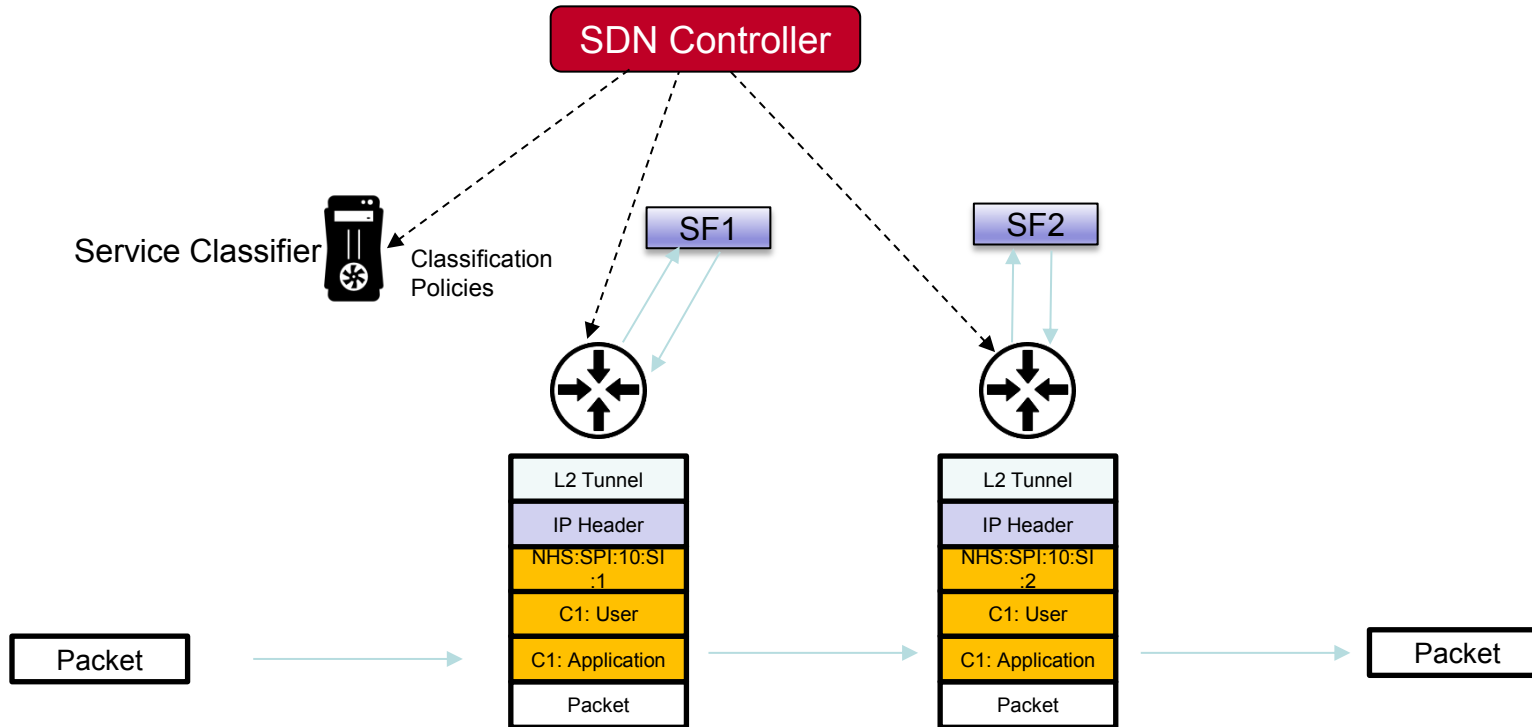 SDN Controller
SF1
SF2
Service Classifier
Classification
Policies
L2 Tunnel
IP Header
NHS:SPI:10:SI
:1
C1: User
C1: Application
Packet
L2 Tunnel
IP Header
NHS:SPI:10:SI
:2
C1: User
C1: Application
Packet
Packet
Packet